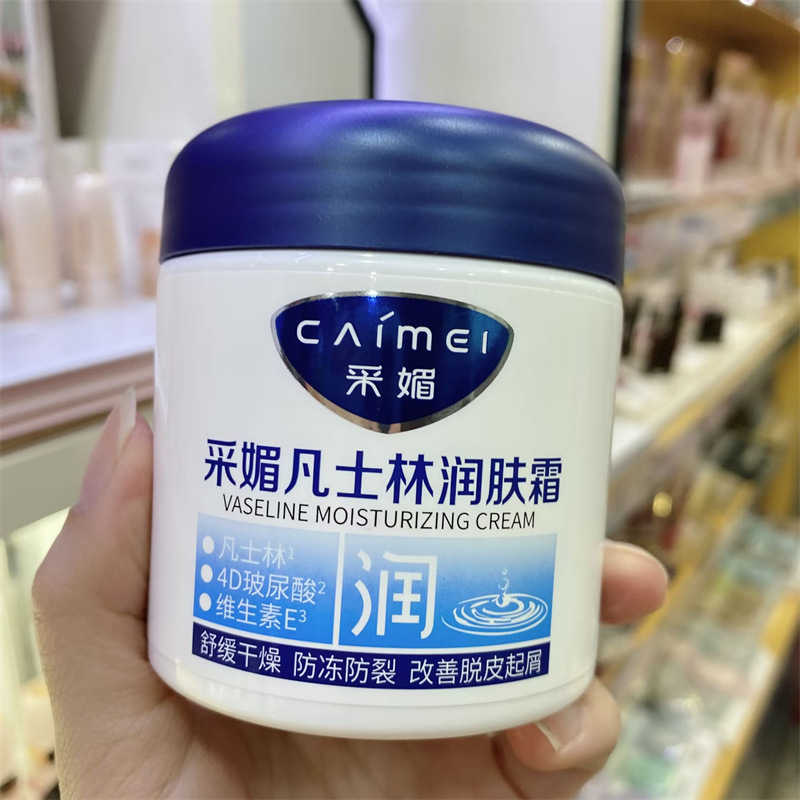 CAíMEI
采媚
采媚凡士林润肤霜
VASELINE MOISTURIZING CREAM
凡士林¹
4D玻尿酸²
维生素E³
润
舒缓干燥 防冻防裂 改善脱皮起屑